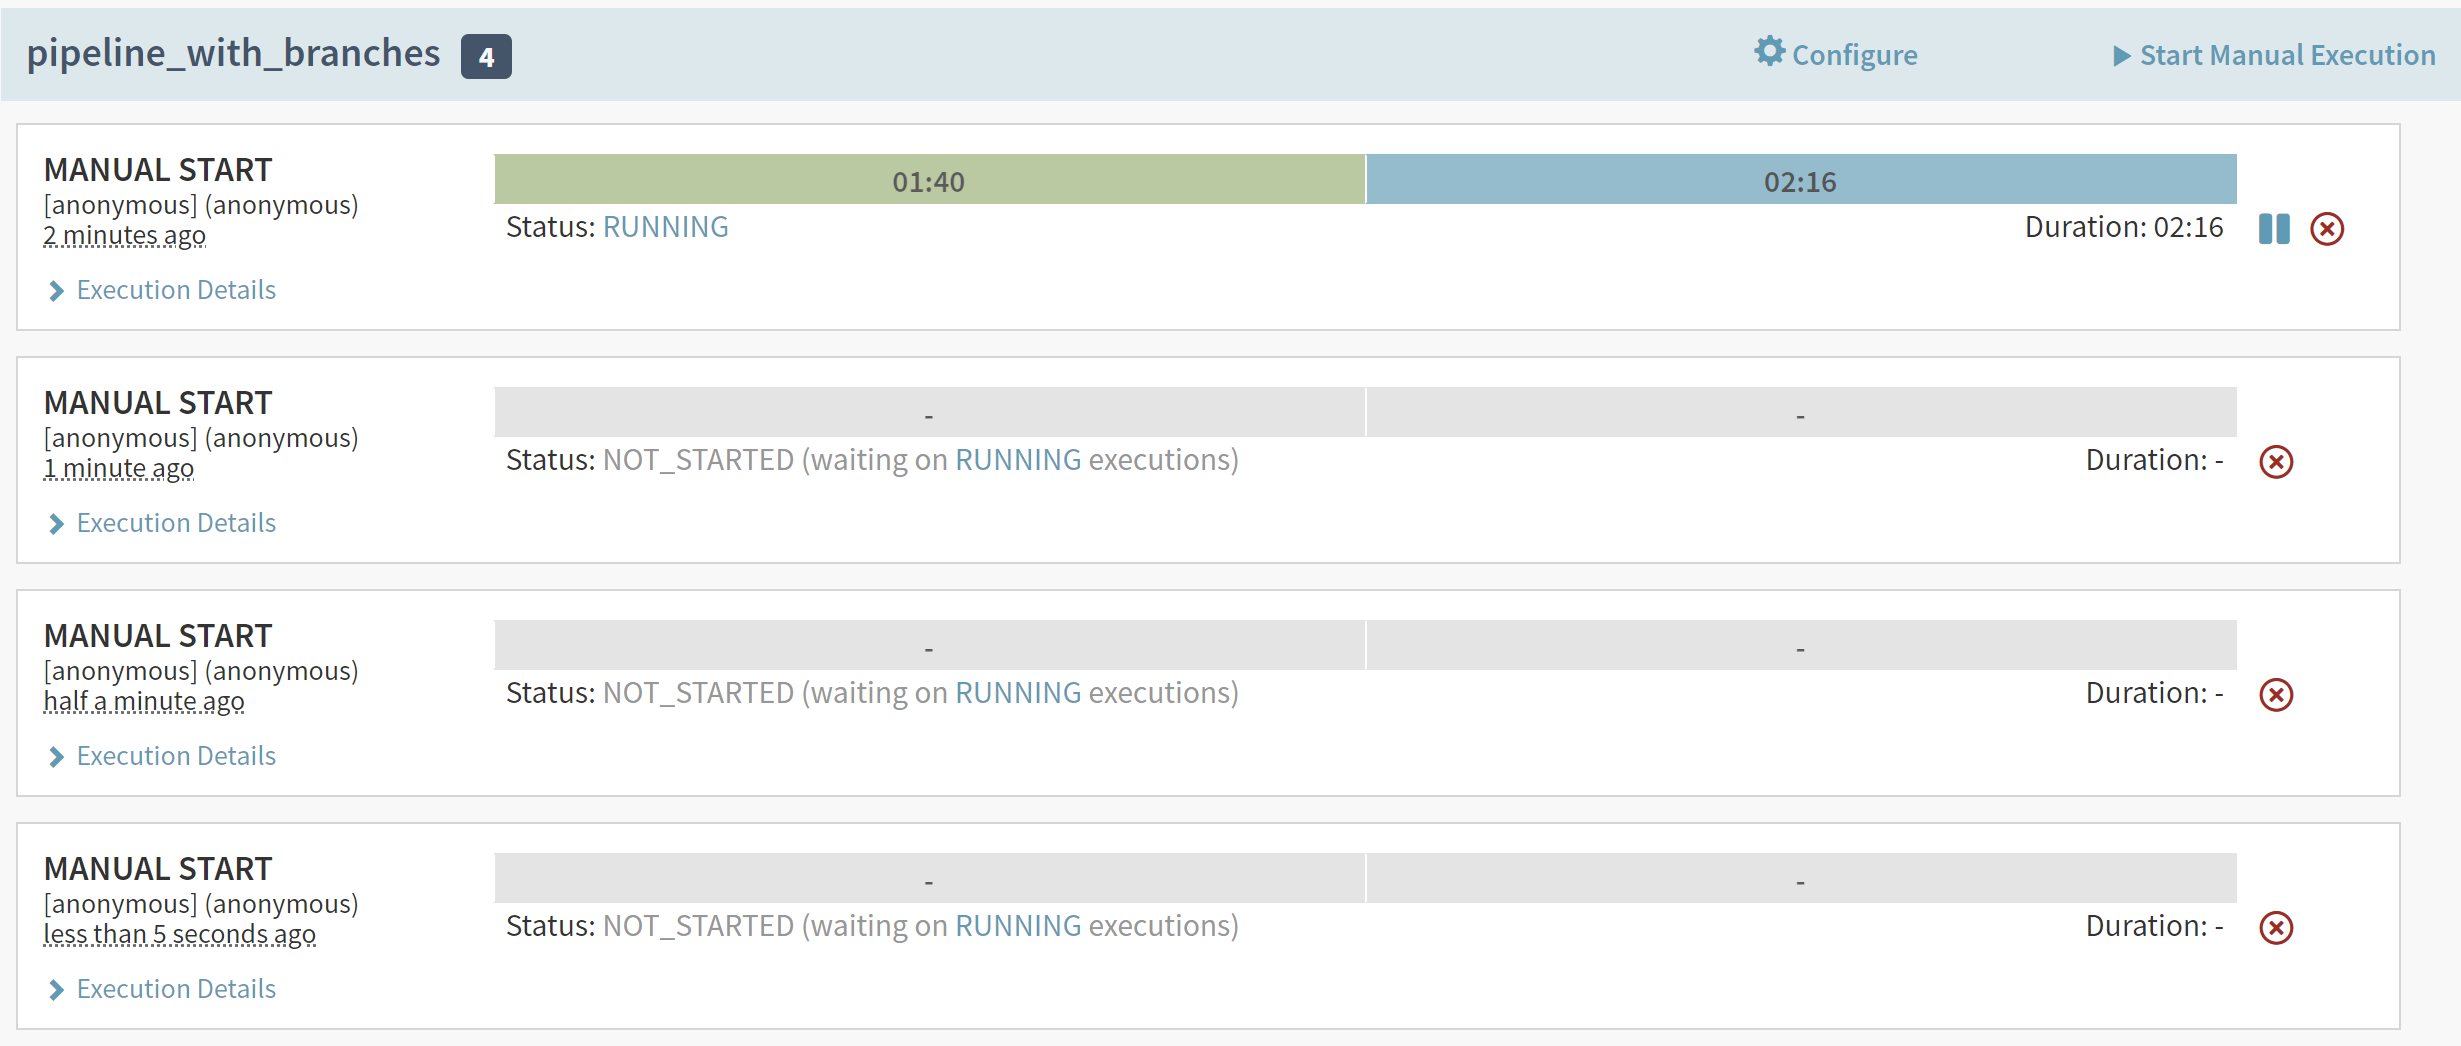 pipeline_with_branches 4 Configure Start Manual Execution
MANUAL START
[anonymous] (anonymous)
2 minutes ago
01:40 02:16
Status: RUNNING Duration: 02:16
Execution Details
MANUAL START
[anonymous] (anonymous)
1 minute ago
- -
Status: NOT_STARTED (waiting on RUNNING executions) Duration: -
Execution Details
MANUAL START
[anonymous] (anonymous)
half a minute ago
- -
Status: NOT_STARTED (waiting on RUNNING executions) Duration: -
Execution Details
MANUAL START
[anonymous] (anonymous)
less than 5 seconds ago
- -
Status: NOT_STARTED (waiting on RUNNING executions) Duration: -
Execution Details